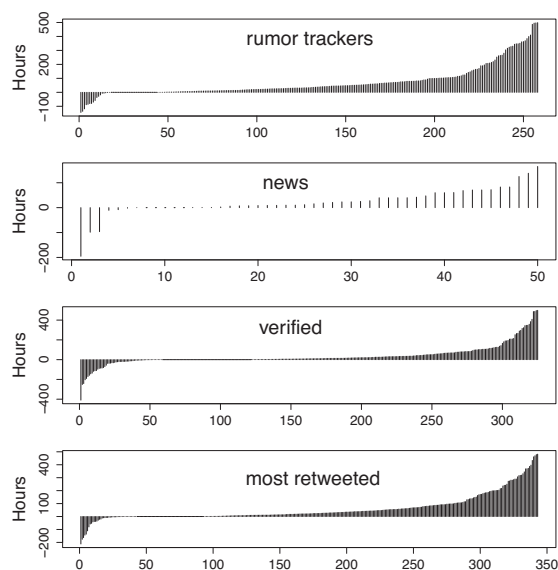 500
rumor trackers
200
Hours
−100
0 50 100 150 200 250
news
0
Hours
−200
0 10 20 30 40 50
400
verified
0
Hours
−400
0 50 100 150 200 250 300
400
most retweeted
100
Hours
−200
0 50 100 150 200 250 300 350